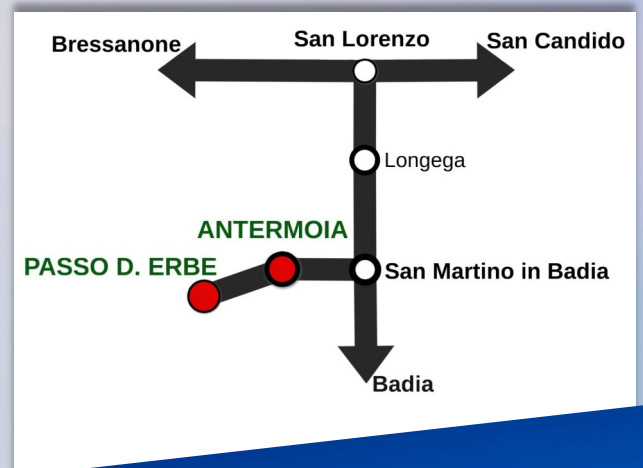 San Lorenzo
Bressanone
San Candido
Longega
ANTERMOIA
PASSO D. ERBE
San Martino in Badia
Badia